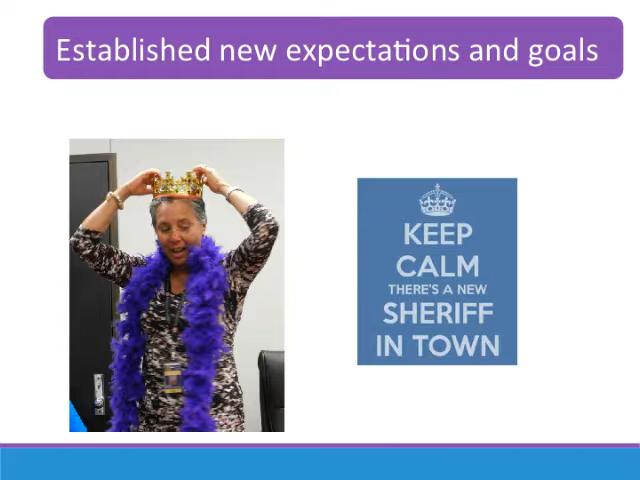 Established new expectations and goals
KEEP
CALM
THERE'S A NEW
SHERIFF
IN TOWN